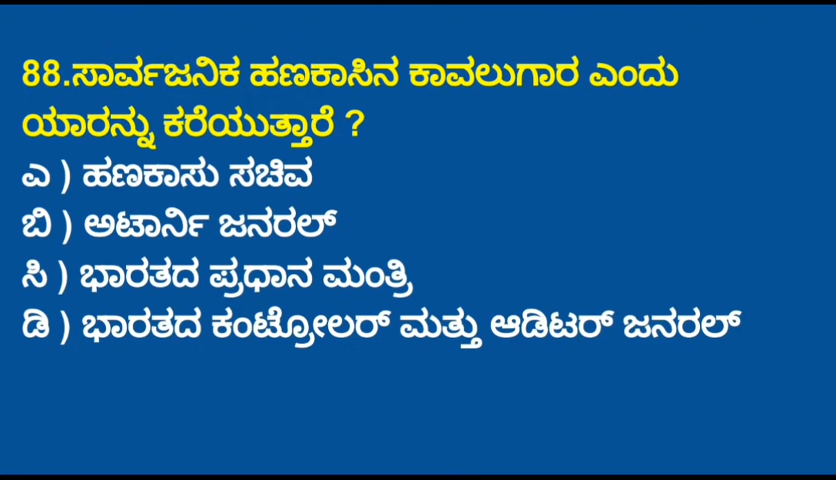 88.ಸಾರ್ವಜನಿಕ ಹಣಕಾಸಿನ ಕಾವಲುಗಾರ ಎಂದು
ಯಾರನ್ನು ಕರೆಯುತ್ತಾರೆ ?
ಎ ) ಹಣಕಾಸು ಸಚಿವ
ಬಿ ) ಅಟಾರ್ನಿ ಜನರಲ್
ಸಿ ) ಭಾರತದ ಪ್ರಧಾನ ಮಂತ್ರಿ
ಡಿ ) ಭಾರತದ ಕಂಟ್ರೋಲರ್ ಮತ್ತು ಆಡಿಟರ್ ಜನರಲ್